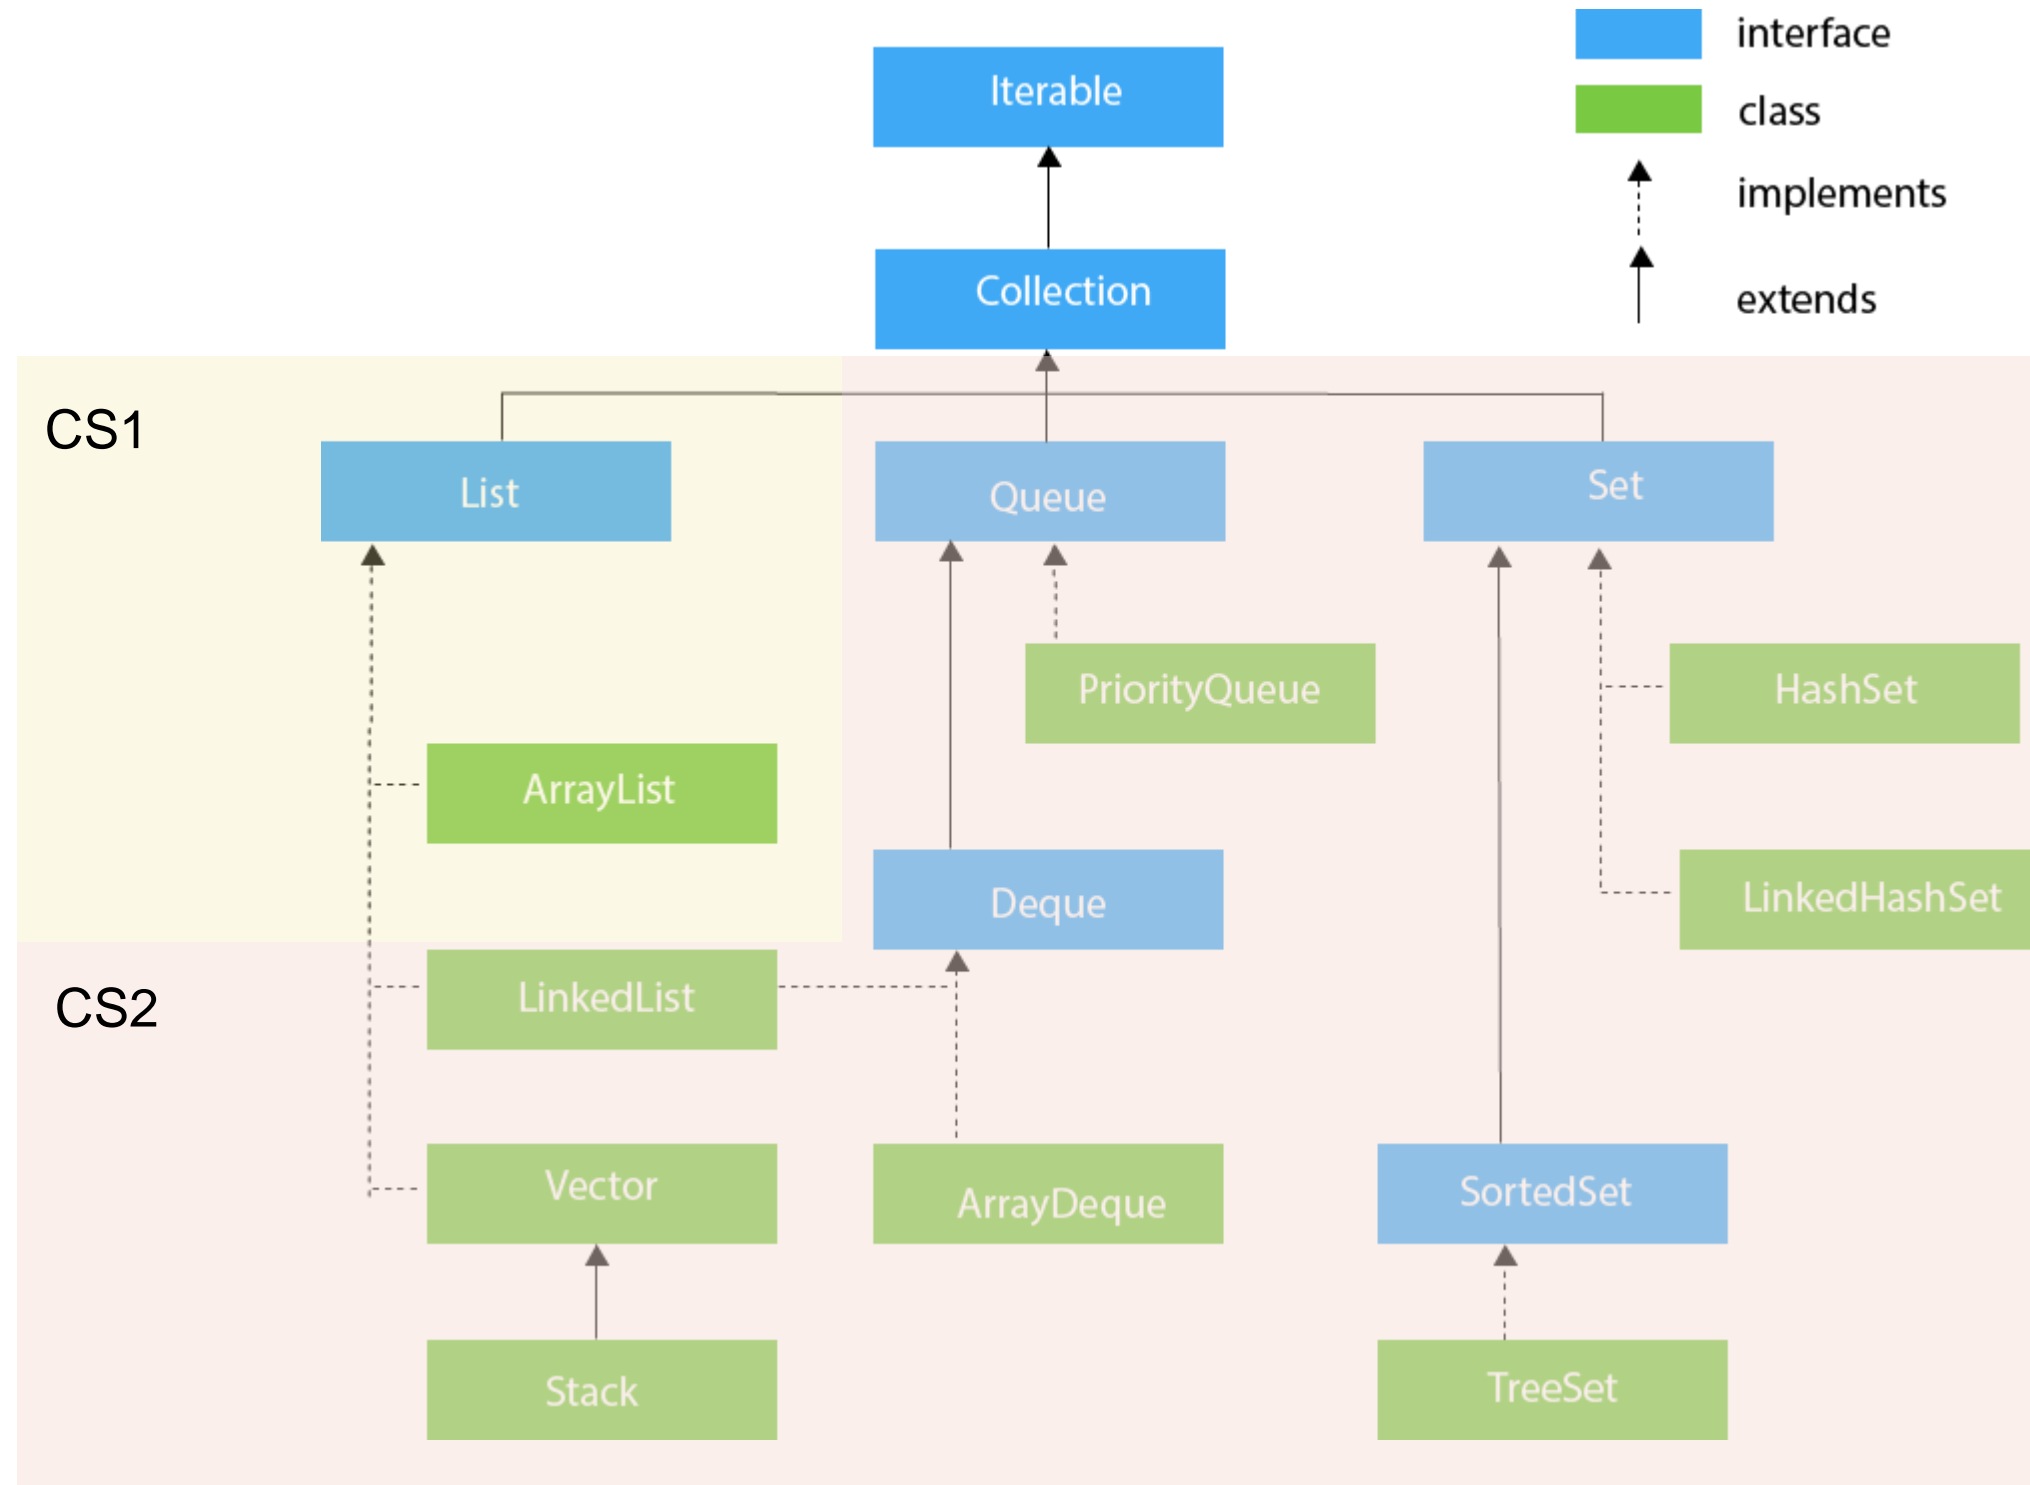 interface
Iterable
class
implements
Collection
extends
CS1
List
Queue
Set
PriorityQueue
HashSet
ArrayList
Deque
LinkedHashSet
LinkedList
CS2
Vector
ArrayDeque
SortedSet
Stack
TreeSet